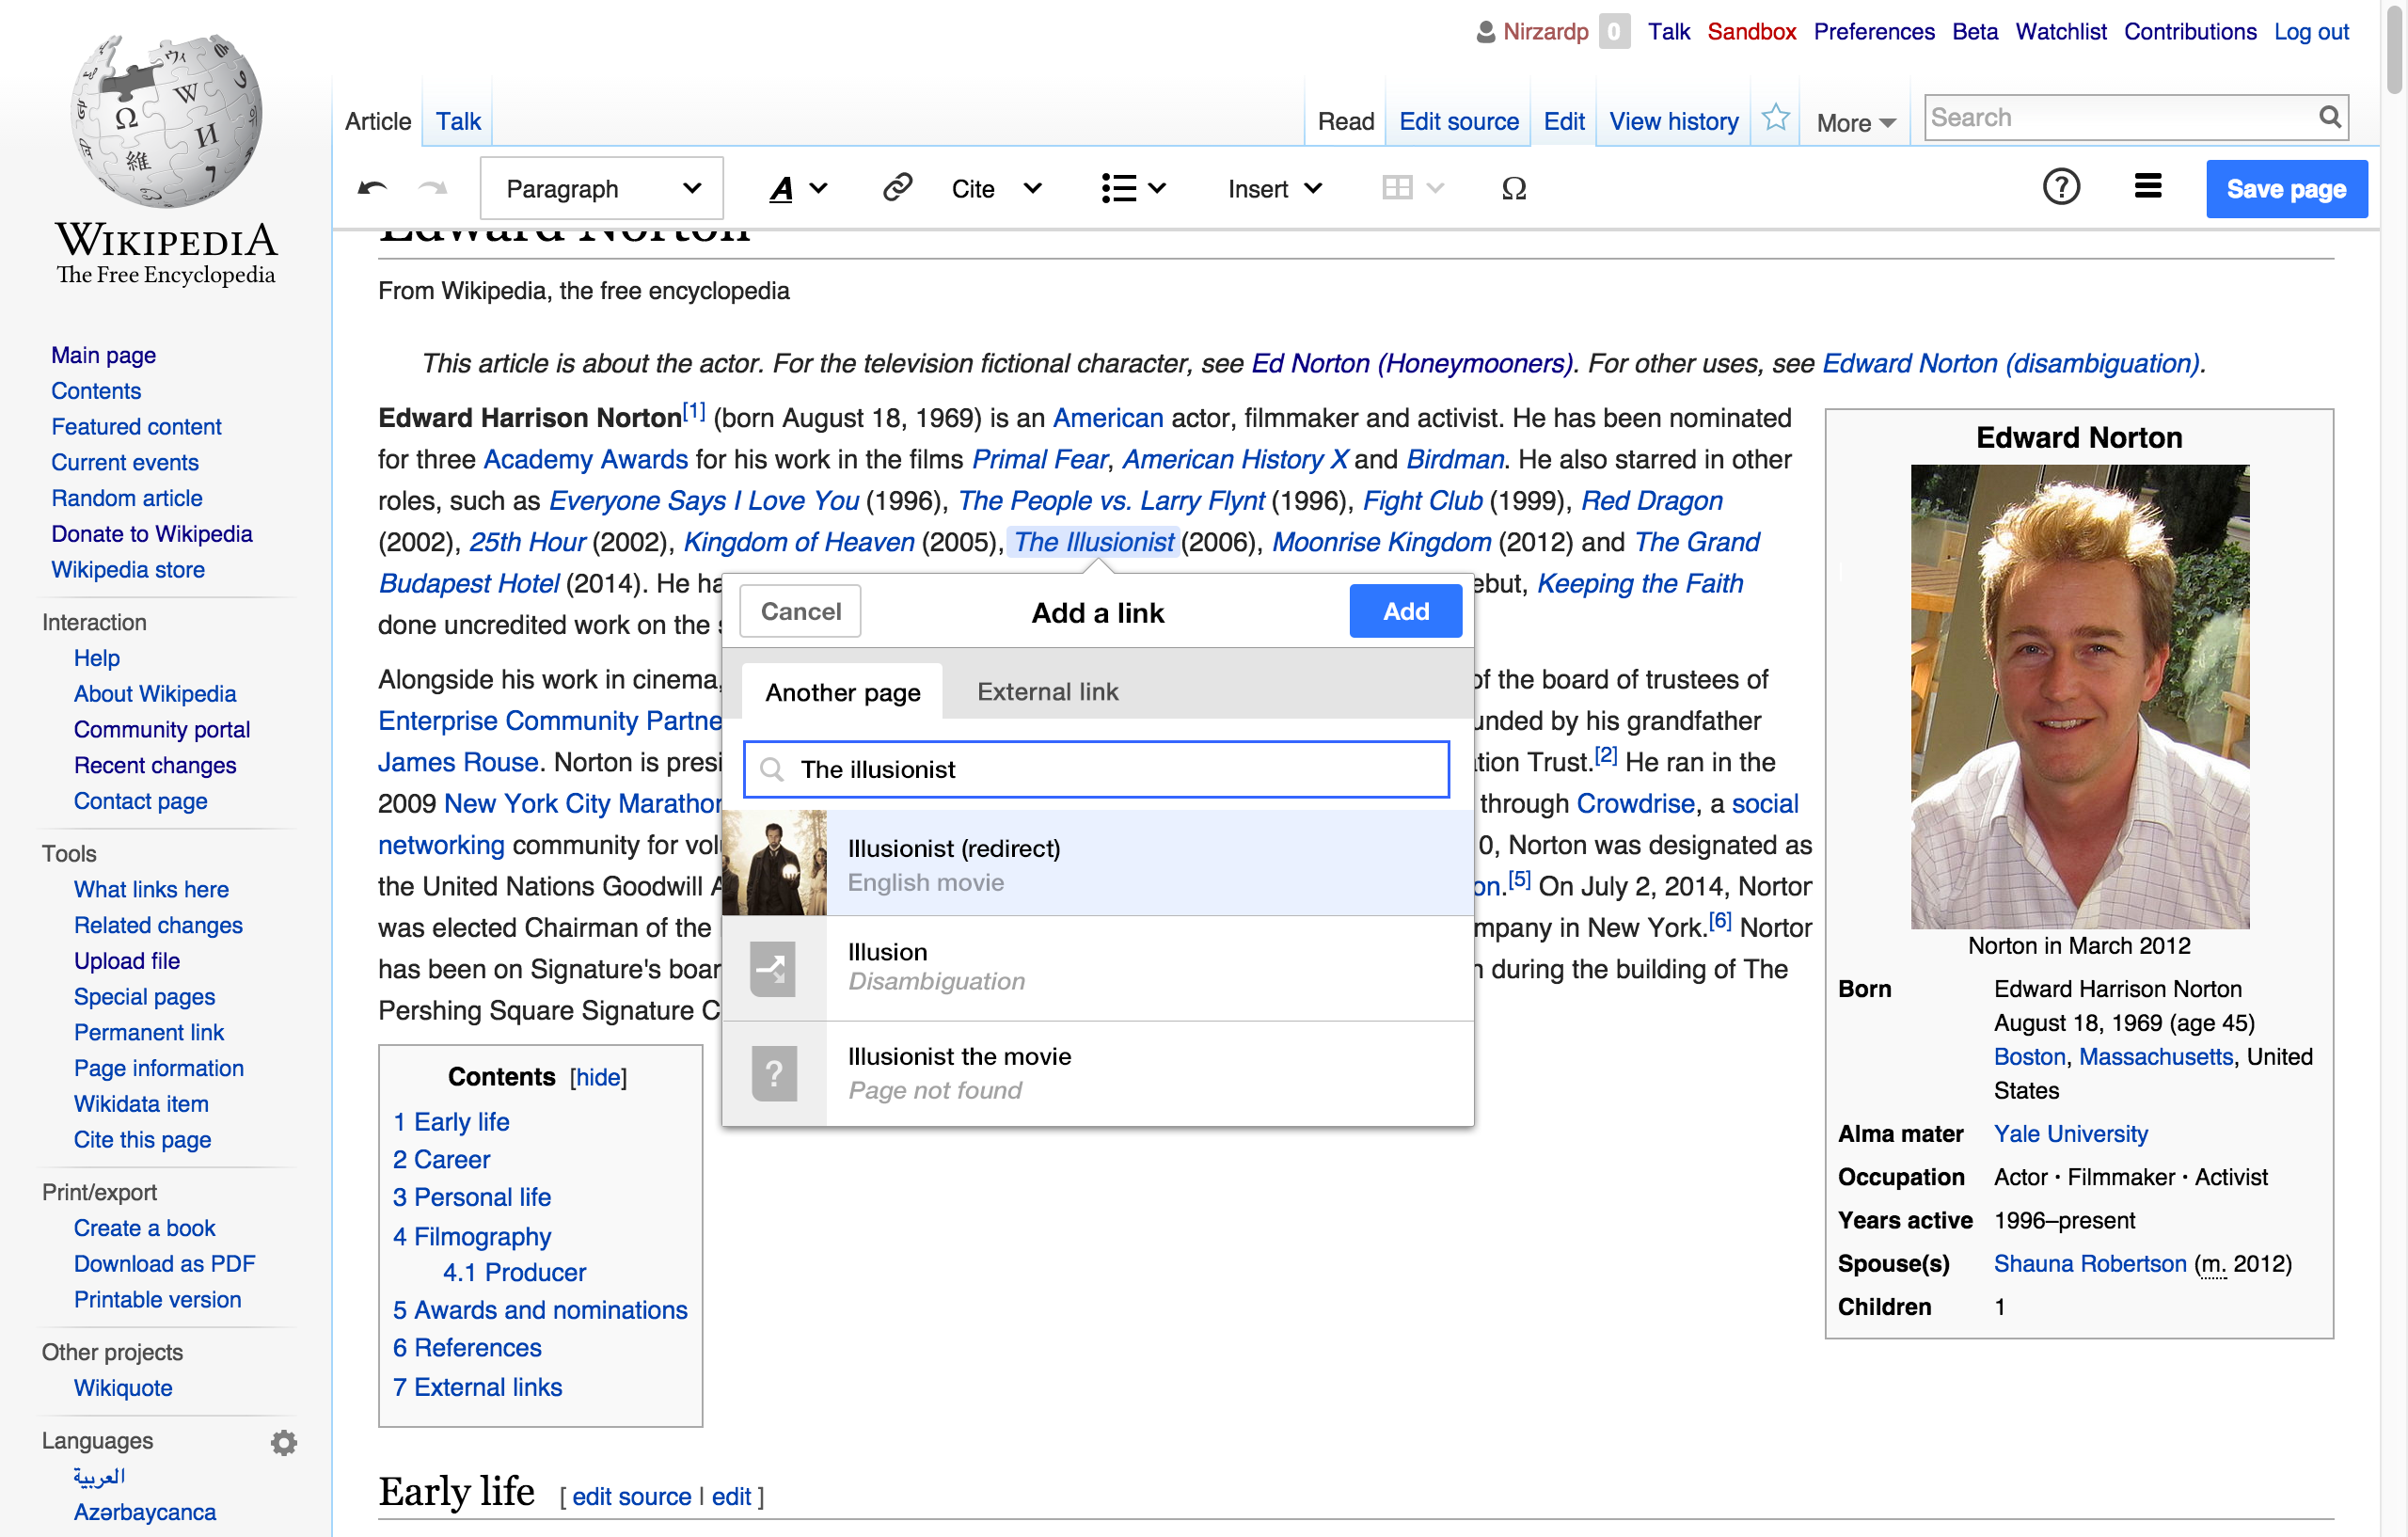 Nirzardp 0 Talk Sandbox Preferences Beta Watchlist Contributions Log out
Article Talk Read Edit source Edit View history More Search
Paragraph A Cite Insert Ω ? Save page
WIKIPEDIA
The Free Encyclopedia
Main page
Contents
Featured content
Current events
Random article
Donate to Wikipedia
Wikipedia store
Interaction
Help
About Wikipedia
Community portal
Recent changes
Contact page
Tools
What links here
Related changes
Upload file
Special pages
Permanent link
Page information
Wikidata item
Cite this page
Print/export
Create a book
Download as PDF
Printable version
Other projects
Wikiquote
Languages
العربية
Azərbaycanca
Edward Norton
From Wikipedia, the free encyclopedia
This article is about the actor. For the television fictional character, see Ed Norton (Honeymooners). For other uses, see Edward Norton (disambiguation).
Edward Harrison Norton[1] (born August 18, 1969) is an American actor, filmmaker and activist. He has been nominated
for three Academy Awards for his work in the films Primal Fear, American History X and Birdman. He also starred in other
roles, such as Everyone Says I Love You (1996), The People vs. Larry Flynt (1996), Fight Club (1999), Red Dragon
(2002), 25th Hour (2002), Kingdom of Heaven (2005), The Illusionist (2006), Moonrise Kingdom (2012) and The Grand
Budapest Hotel (2014). He ha ebut, Keeping the Faith
done uncredited work on the s
Alongside his work in cinema, of the board of trustees of
Enterprise Community Partne unded by his grandfather
James Rouse. Norton is presi tion Trust.[2] He ran in the
2009 New York City Marathon through Crowdrise, a social
networking community for volu 0, Norton was designated as
the United Nations Goodwill A on.[5] On July 2, 2014, Norton
was elected Chairman of the mpany in New York.[6] Norton
has been on Signature's boar n during the building of The
Pershing Square Signature C
Cancel Add a link Add
Another page External link
The illusionist
Illusionist (redirect)
English movie
Illusion
Disambiguation
?
Illusionist the movie
Page not found
Contents [hide]
1 Early life
2 Career
3 Personal life
4 Filmography
4.1 Producer
5 Awards and nominations
6 References
7 External links
Early life [ edit source | edit ]
Edward Norton
Norton in March 2012
Born Edward Harrison Norton
August 18, 1969 (age 45)
Boston, Massachusetts, United
States
Alma mater Yale University
Occupation Actor · Filmmaker · Activist
Years active 1996–present
Spouse(s) Shauna Robertson (m. 2012)
Children 1